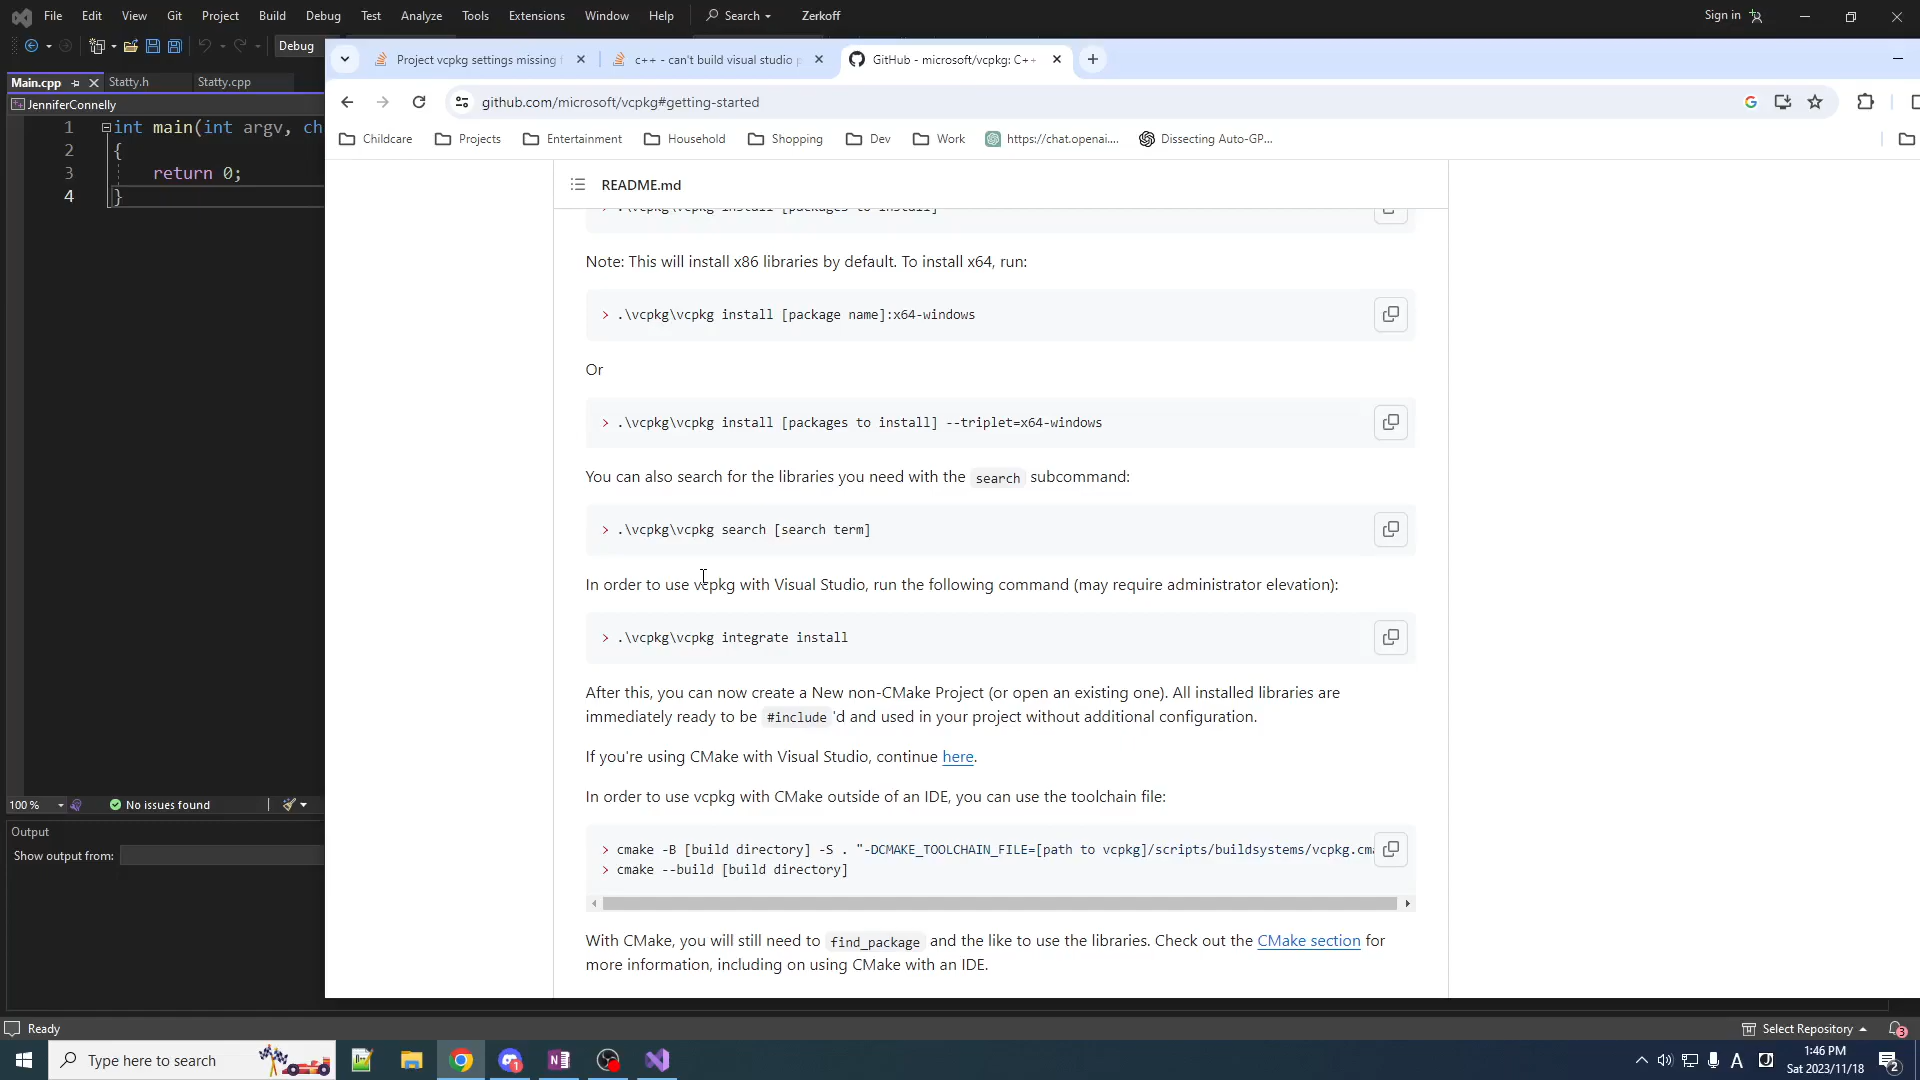 File Edit View Git Project Build Debug Test Analyze Tools Extensions Window Help Search Zerkoff Sign in
Debug
Project vcpkg settings missing
c++ - can't build visual studio p
GitHub - microsoft/vcpkg: C++
Main.cpp Statty.h Statty.cpp
github.com/microsoft/vcpkg#getting-started
JenniferConnelly
Childcare Projects Entertainment Household Shopping Dev Work https://chat.openai.... Dissecting Auto-GP...
1 int main(int argv, ch
2 {
3 return 0;
4 }
README.md
> .\vcpkg\vcpkg install [packages to install]
Note: This will install x86 libraries by default. To install x64, run:
> .\vcpkg\vcpkg install [package name]:x64-windows
Or
> .\vcpkg\vcpkg install [packages to install] --triplet=x64-windows
You can also search for the libraries you need with the search subcommand:
> .\vcpkg\vcpkg search [search term]
In order to use vcpkg with Visual Studio, run the following command (may require administrator elevation):
> .\vcpkg\vcpkg integrate install
After this, you can now create a New non-CMake Project (or open an existing one). All installed libraries are
immediately ready to be #include 'd and used in your project without additional configuration.
If you're using CMake with Visual Studio, continue here.
In order to use vcpkg with CMake outside of an IDE, you can use the toolchain file:
> cmake -B [build directory] -S . "-DCMAKE_TOOLCHAIN_FILE=[path to vcpkg]/scripts/buildsystems/vcpkg.cma
> cmake --build [build directory]
With CMake, you will still need to find_package and the like to use the libraries. Check out the CMake section for
more information, including on using CMake with an IDE.
100 % No issues found
Output
Show output from:
Ready
Select Repository
3
Type here to search
1
A
1:46 PM
Sat 2023/11/18
2